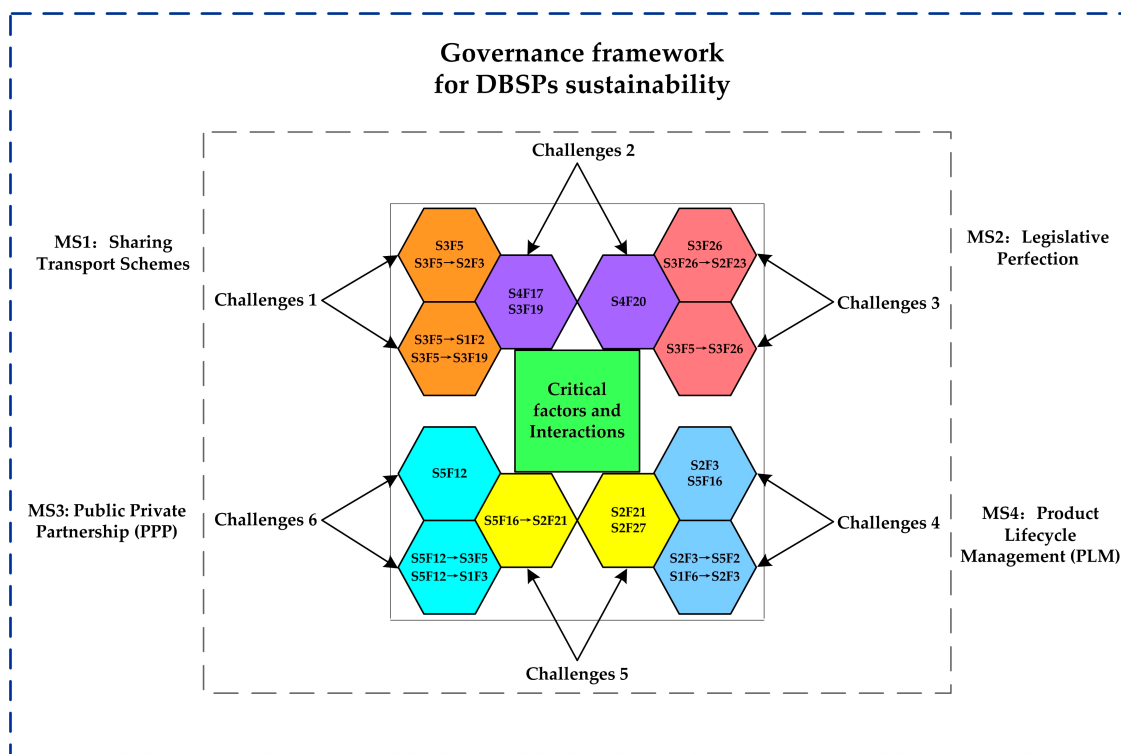 Governance framework
for DBSPs sustainability
Challenges 2
MS1：Sharing
Transport Schemes
MS2：Legislative
Perfection
S3F5
S3F5→S2F3
S3F26
S3F26→S2F23
S4F17
S3F19
S4F20
Challenges 1
Challenges 3
S3F5→S1F2
S3F5→S3F19
S3F5→S3F26
Critical
factors and
Interactions
S5F12
S2F3
S5F16
MS3: Public Private
Partnership (PPP)
Challenges 6
S5F16→S2F21
S2F21
S2F27
Challenges 4
MS4：Product
Lifecycle
Management (PLM)
S5F12→S3F5
S5F12→S1F3
S2F3→S5F2
S1F6→S2F3
Challenges 5